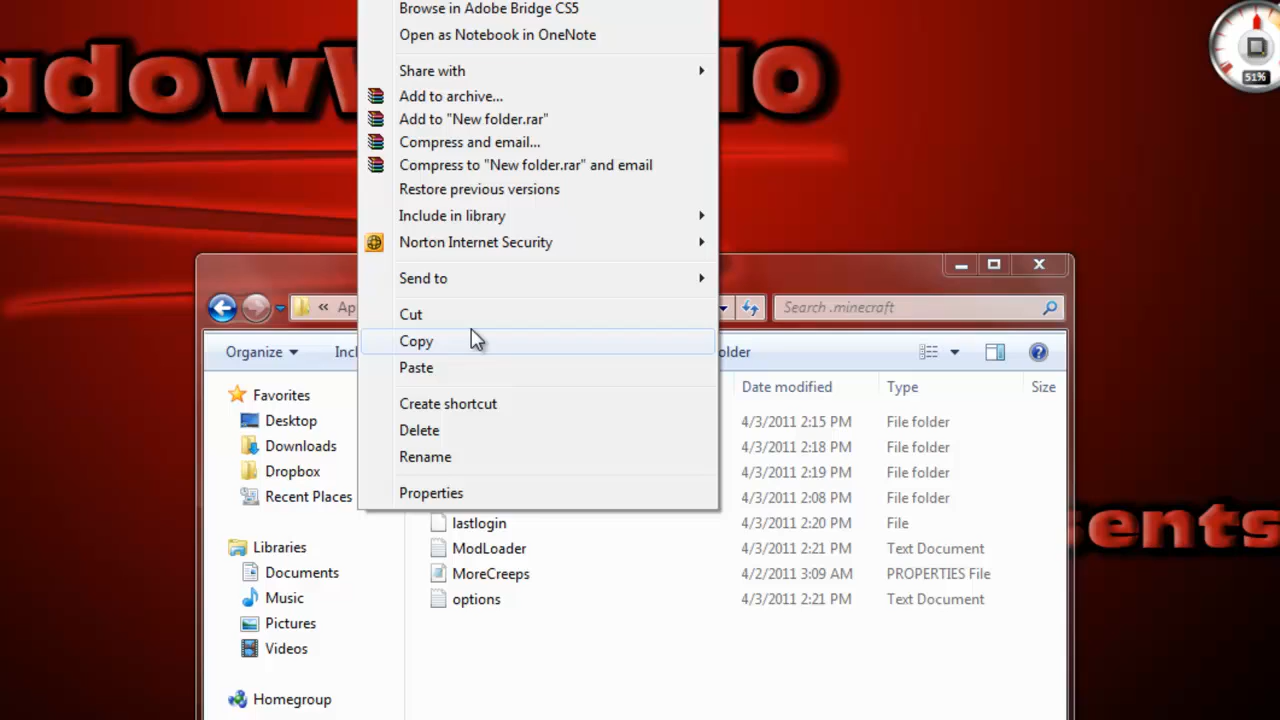 Browse in Adobe Bridge CS5
Open as Notebook in OneNote
Share with
Add to archive...
Add to "New folder.rar"
Compress and email...
Compress to "New folder.rar" and email
Restore previous versions
Include in library
Norton Internet Security
Send to
Cut
Copy
Paste
Create shortcut
Delete
Rename
Properties
adow
10
51%
« Ap
Search .minecraft
Organize
Incl
older
Date modified
Type
Size
Favorites
Desktop
Downloads
Dropbox
Recent Places
Libraries
Documents
Music
Pictures
Videos
Homegroup
4/3/2011 2:15 PM File folder
4/3/2011 2:18 PM File folder
4/3/2011 2:19 PM File folder
4/3/2011 2:08 PM File folder
lastlogin 4/3/2011 2:20 PM File
ModLoader 4/3/2011 2:21 PM Text Document
MoreCreeps 4/2/2011 3:09 AM PROPERTIES File
options 4/3/2011 2:21 PM Text Document
sents